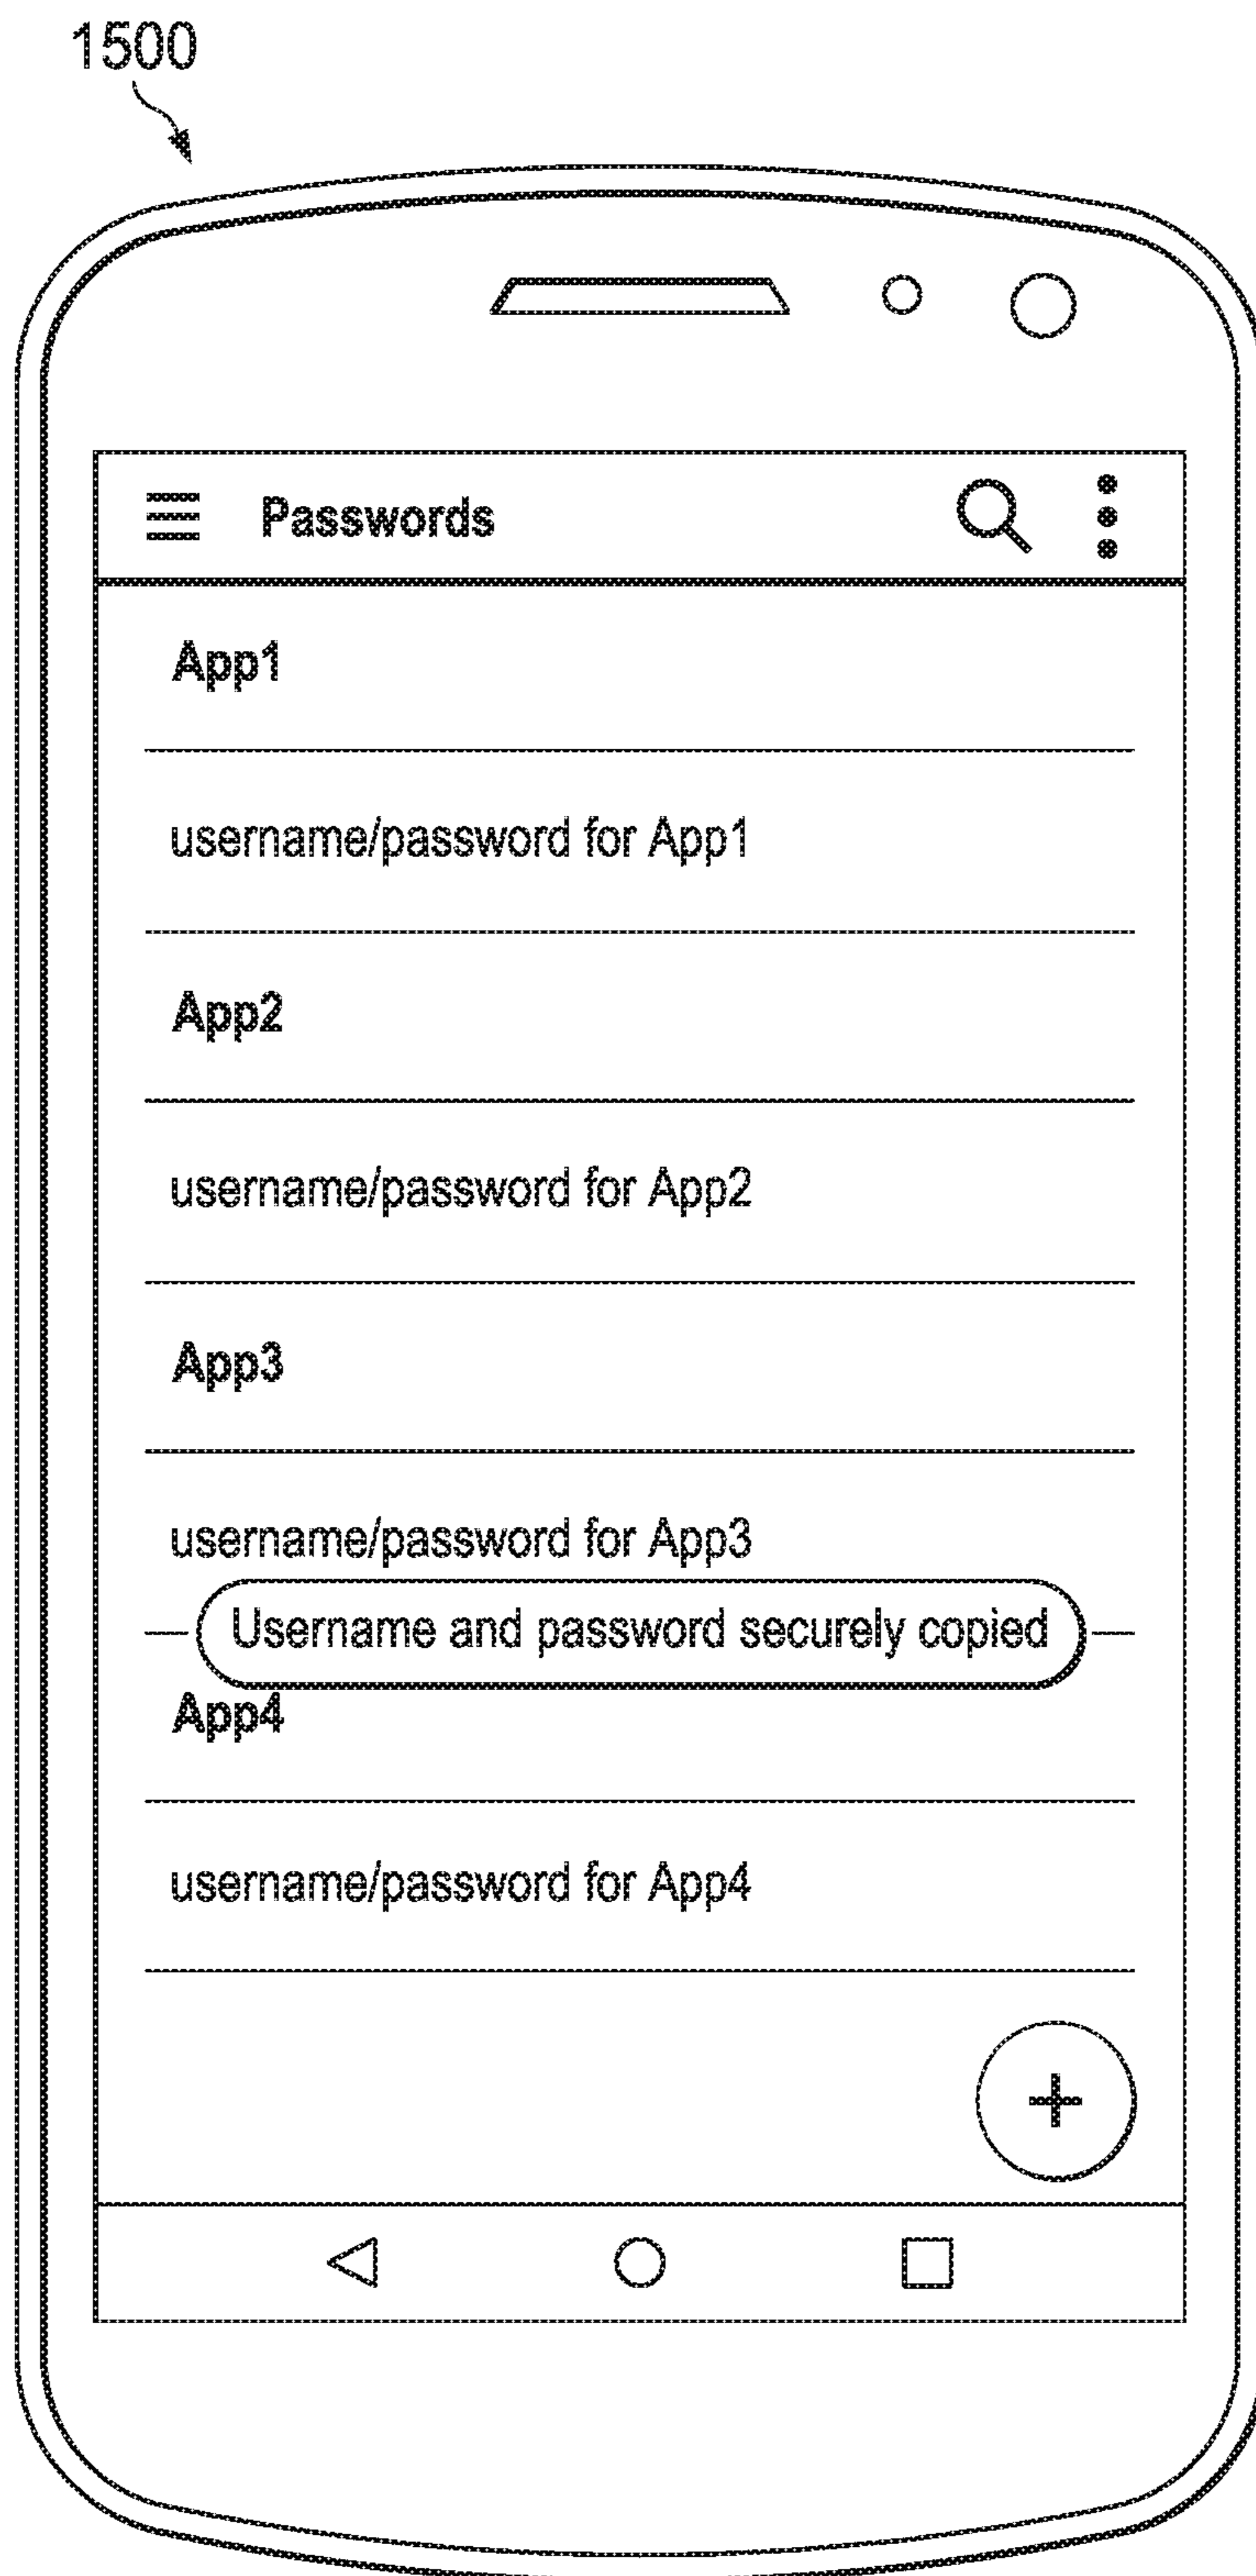 1500
Passwords
App1
username/password for App1
App2
username/password for App2
App3
username/password for App3
Username and password securely copied
App4
username/password for App4